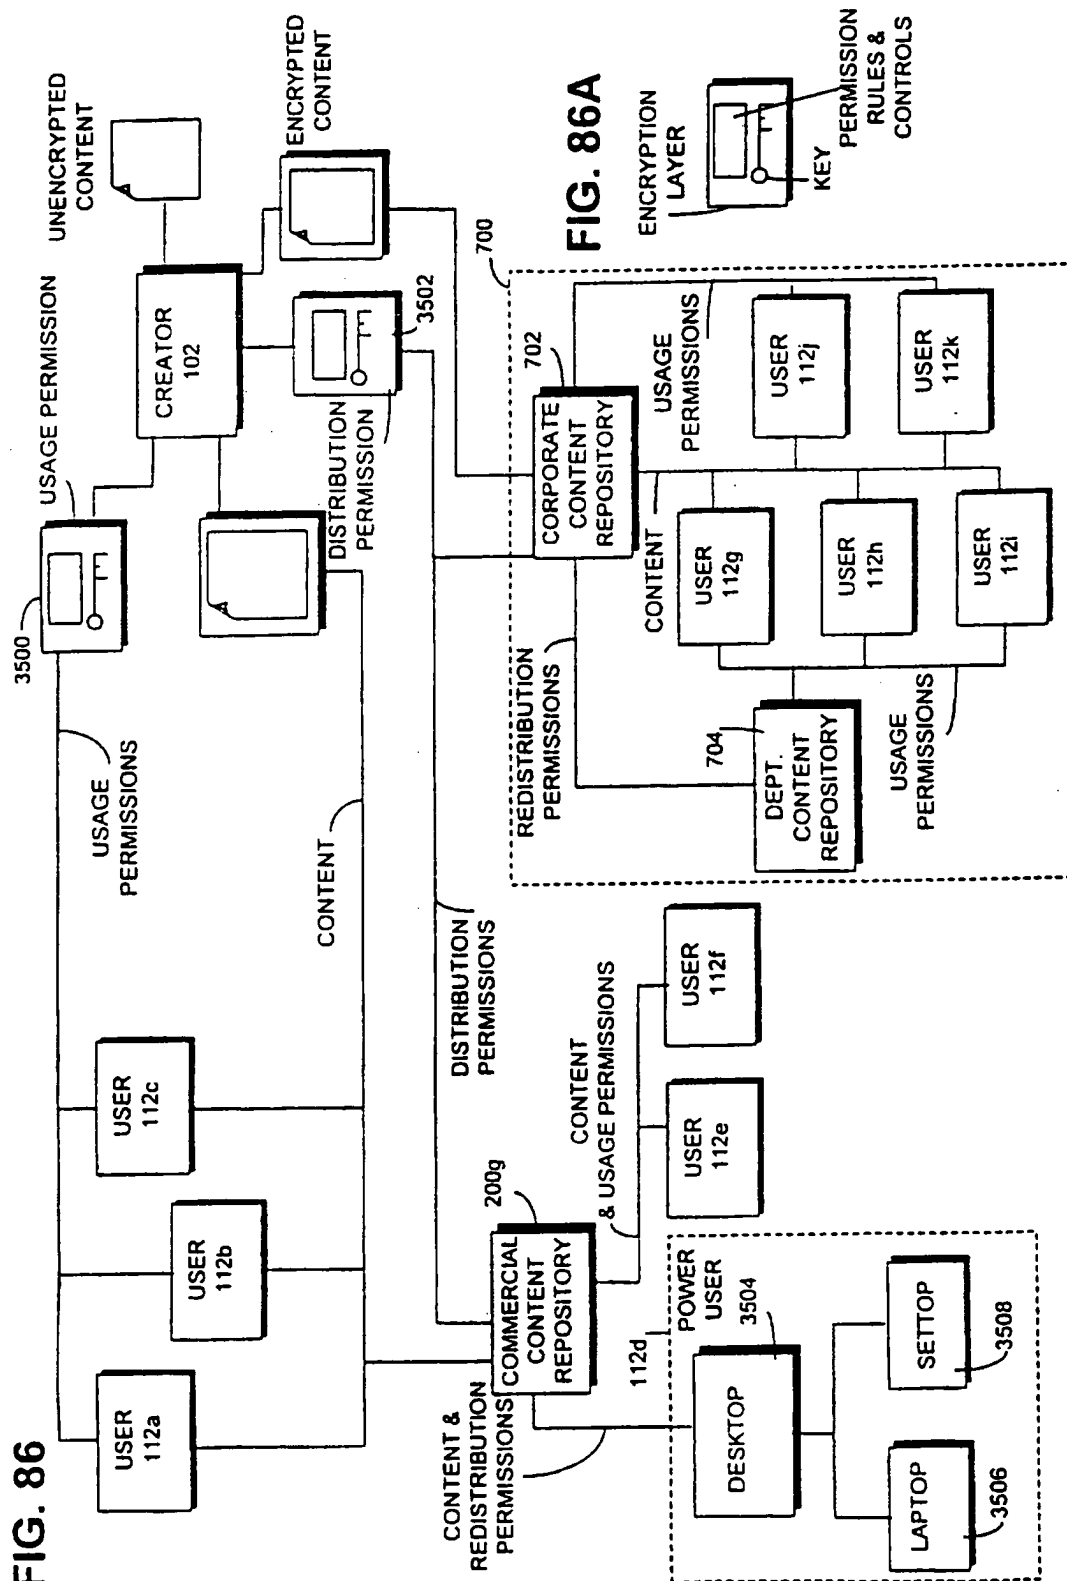 FIG. 86
3500
USAGE PERMISSION
UNENCRYPTED
CONTENT
CREATOR
102
ENCRYPTED
CONTENT
DISTRIBUTION
PERMISSION
3502
USAGE
PERMISSIONS
CONTENT
USER
112a
USER
112b
USER
112c
DISTRIBUTION
PERMISSIONS
COMMERCIAL
CONTENT
REPOSITORY
200g
CONTENT &
REDISTRIBUTION
PERMISSIONS
CONTENT
& USAGE PERMISSIONS
USER
112e
USER
112f
112d
POWER
USER
DESKTOP
3504
LAPTOP
3506
SETTOP
3508
700
CORPORATE
CONTENT
REPOSITORY
702
REDISTRIBUTION
PERMISSIONS
CONTENT
USAGE
PERMISSIONS
DEPT.
CONTENT
REPOSITORY
704
USAGE
PERMISSIONS
USER
112g
USER
112h
USER
112i
USER
112j
USER
112k
FIG. 86A
ENCRYPTION
LAYER
KEY
PERMISSION
RULES &
CONTROLS